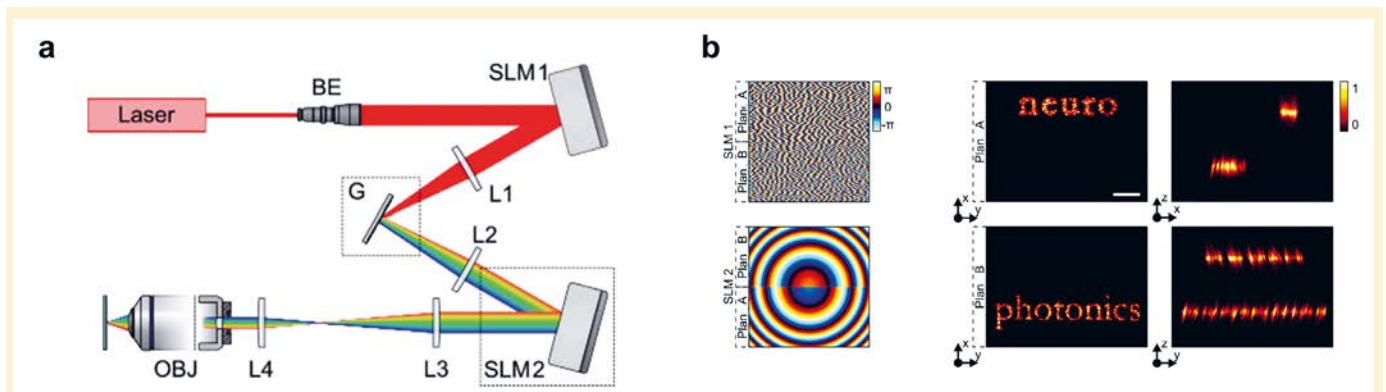 a
Laser
BE
SLM1
L1
G
L2
OBJ
L4
L3
SLM2
b
SLM 1
Plan A
Plan B
π
0
-π
Plan A
neuro
x
y
z
x
1
0
SLM 2
Plan B
Plan A
Plan B
photonics
x
y
z
y